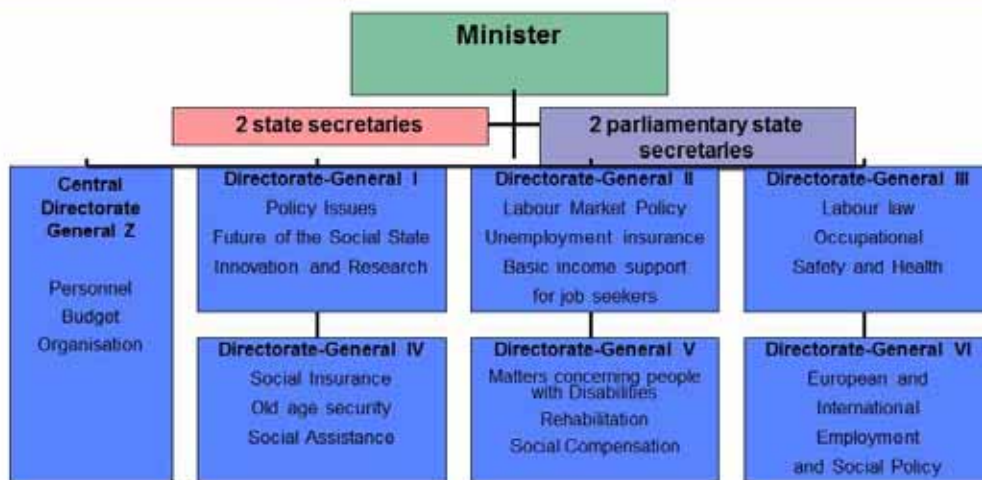 Minister
2 state secretaries
2 parliamentary state
secretaries
Central
Directorate
General Z
Personnel
Budget
Organisation
Directorate-General I
Policy Issues
Future of the Social State
Innovation and Research
Directorate-General II
Labour Market Policy
Unemployment insurance
Basic income support
for job seekers
Directorate-General III
Labour law
Occupational
Safety and Health
Directorate-General IV
Social Insurance
Old age security
Social Assistance
Directorate-General V
Matters concerning people
with Disabilities
Rehabilitation
Social Compensation
Directorate-General VI
European and
International
Employment
and Social Policy